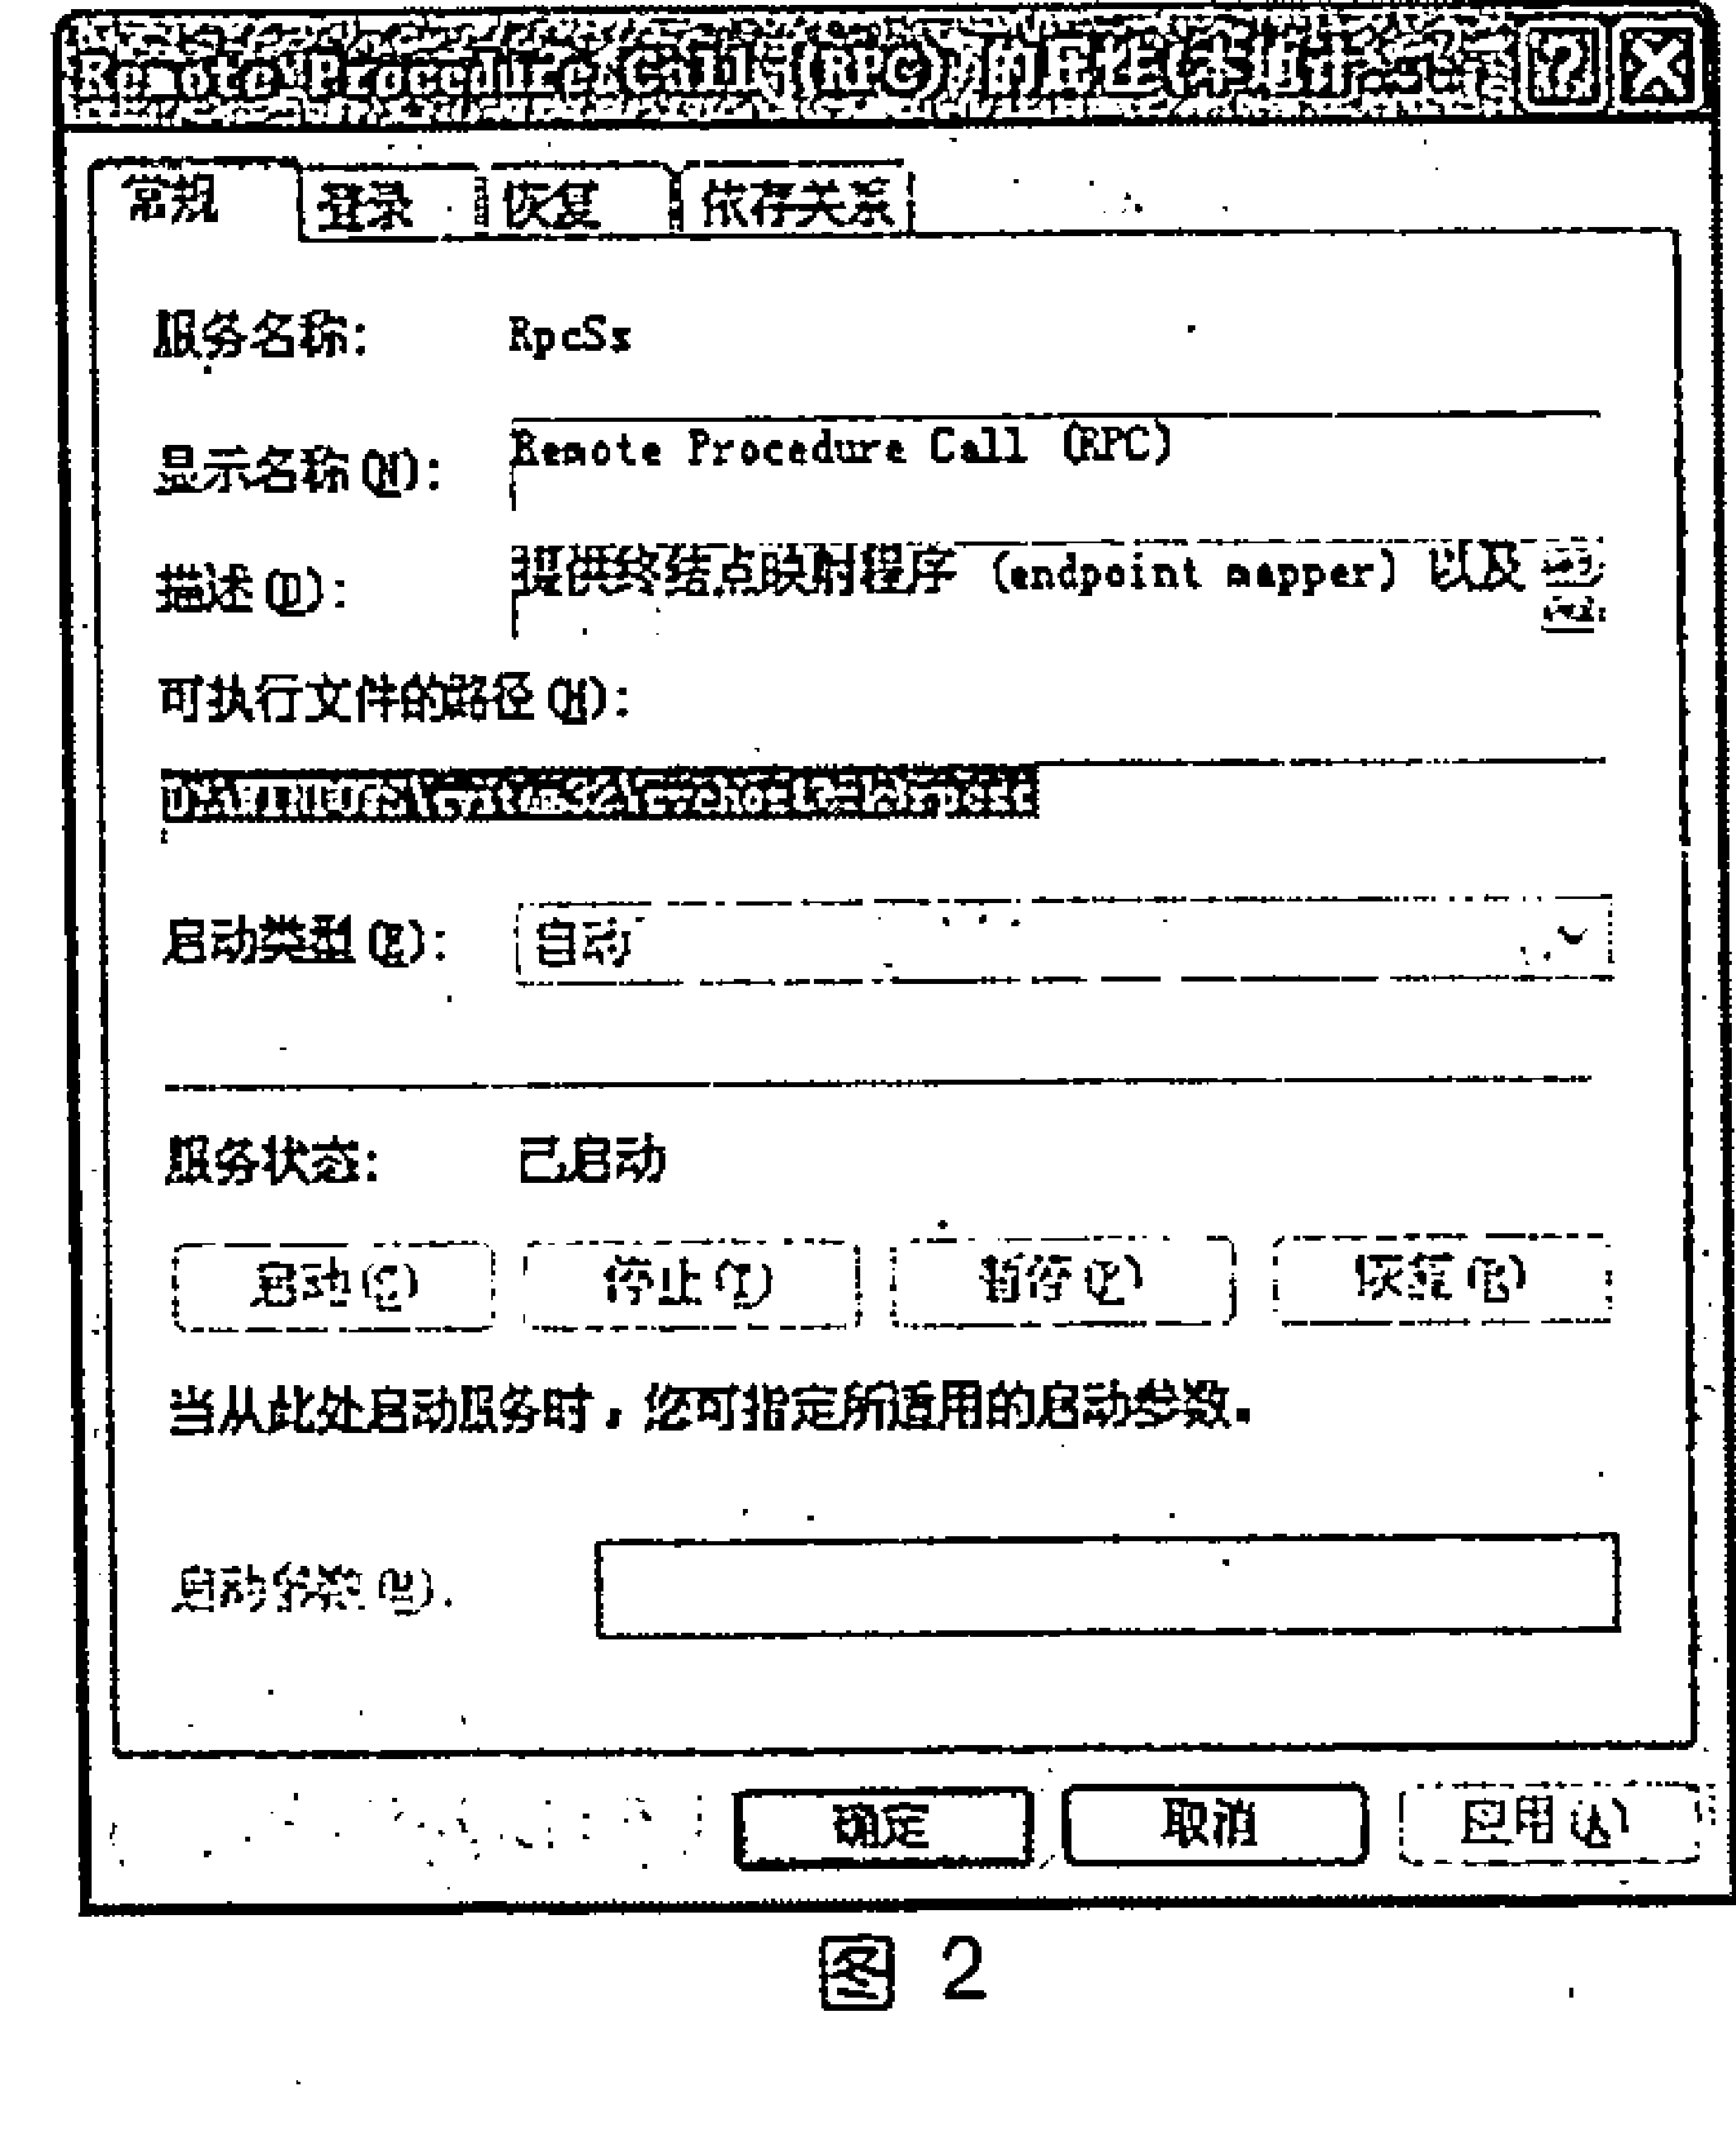 Remote Procedure Call (RPC) 的属性(本地计...
常规 登录 恢复 依存关系
服务名称: RpcSs
显示名称(N): Remote Procedure Call (RPC)
描述(D): 提供终结点映射程序 (endpoint mapper) 以及
可执行文件的路径(H):
启动类型(E): 自动
服务状态: 已启动
启动(S) 停止(T) 暂停(P) 恢复(R)
当从此处启动服务时,您可指定所适用的启动参数。
启动参数(M):
确定 取消 应用(A)
图 2